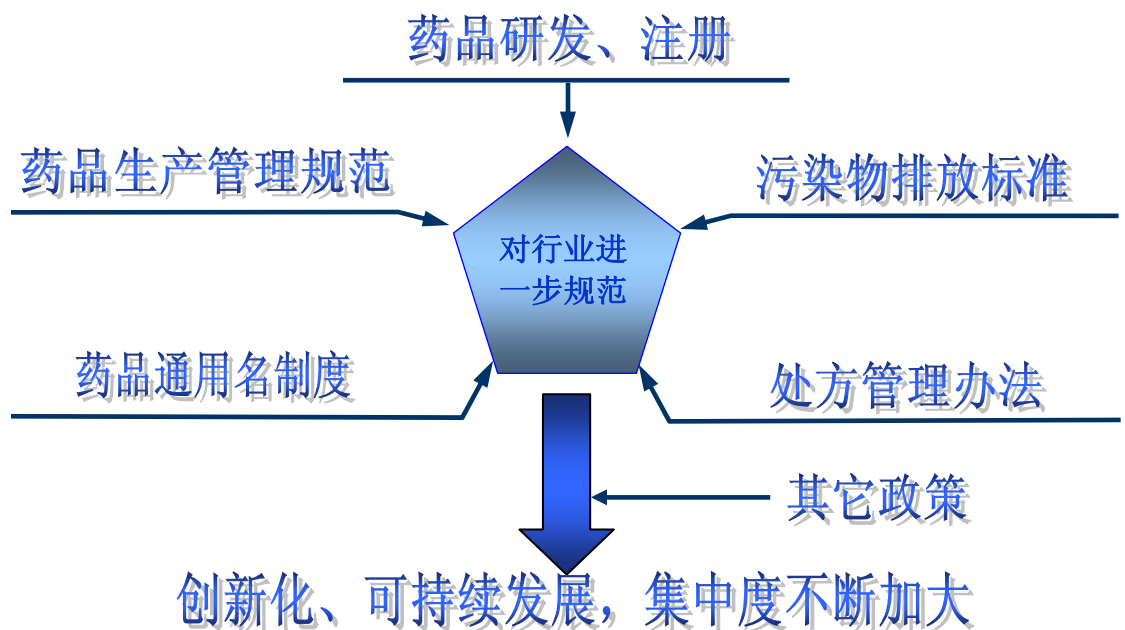 药品研发、注册
药品生产管理规范
污染物排放标准
对行业进
一步规范
药品通用名制度
处方管理办法
其它政策
创新化、可持续发展，集中度不断加大